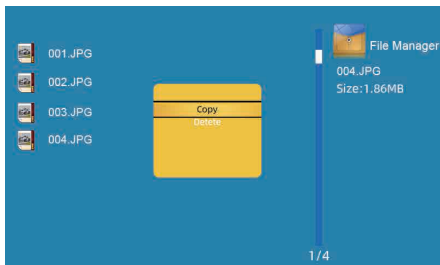 001.JPG
002.JPG
003.JPG
004.JPG
Copy
Delete
File Manager
004.JPG
Size:1.86MB
1/4